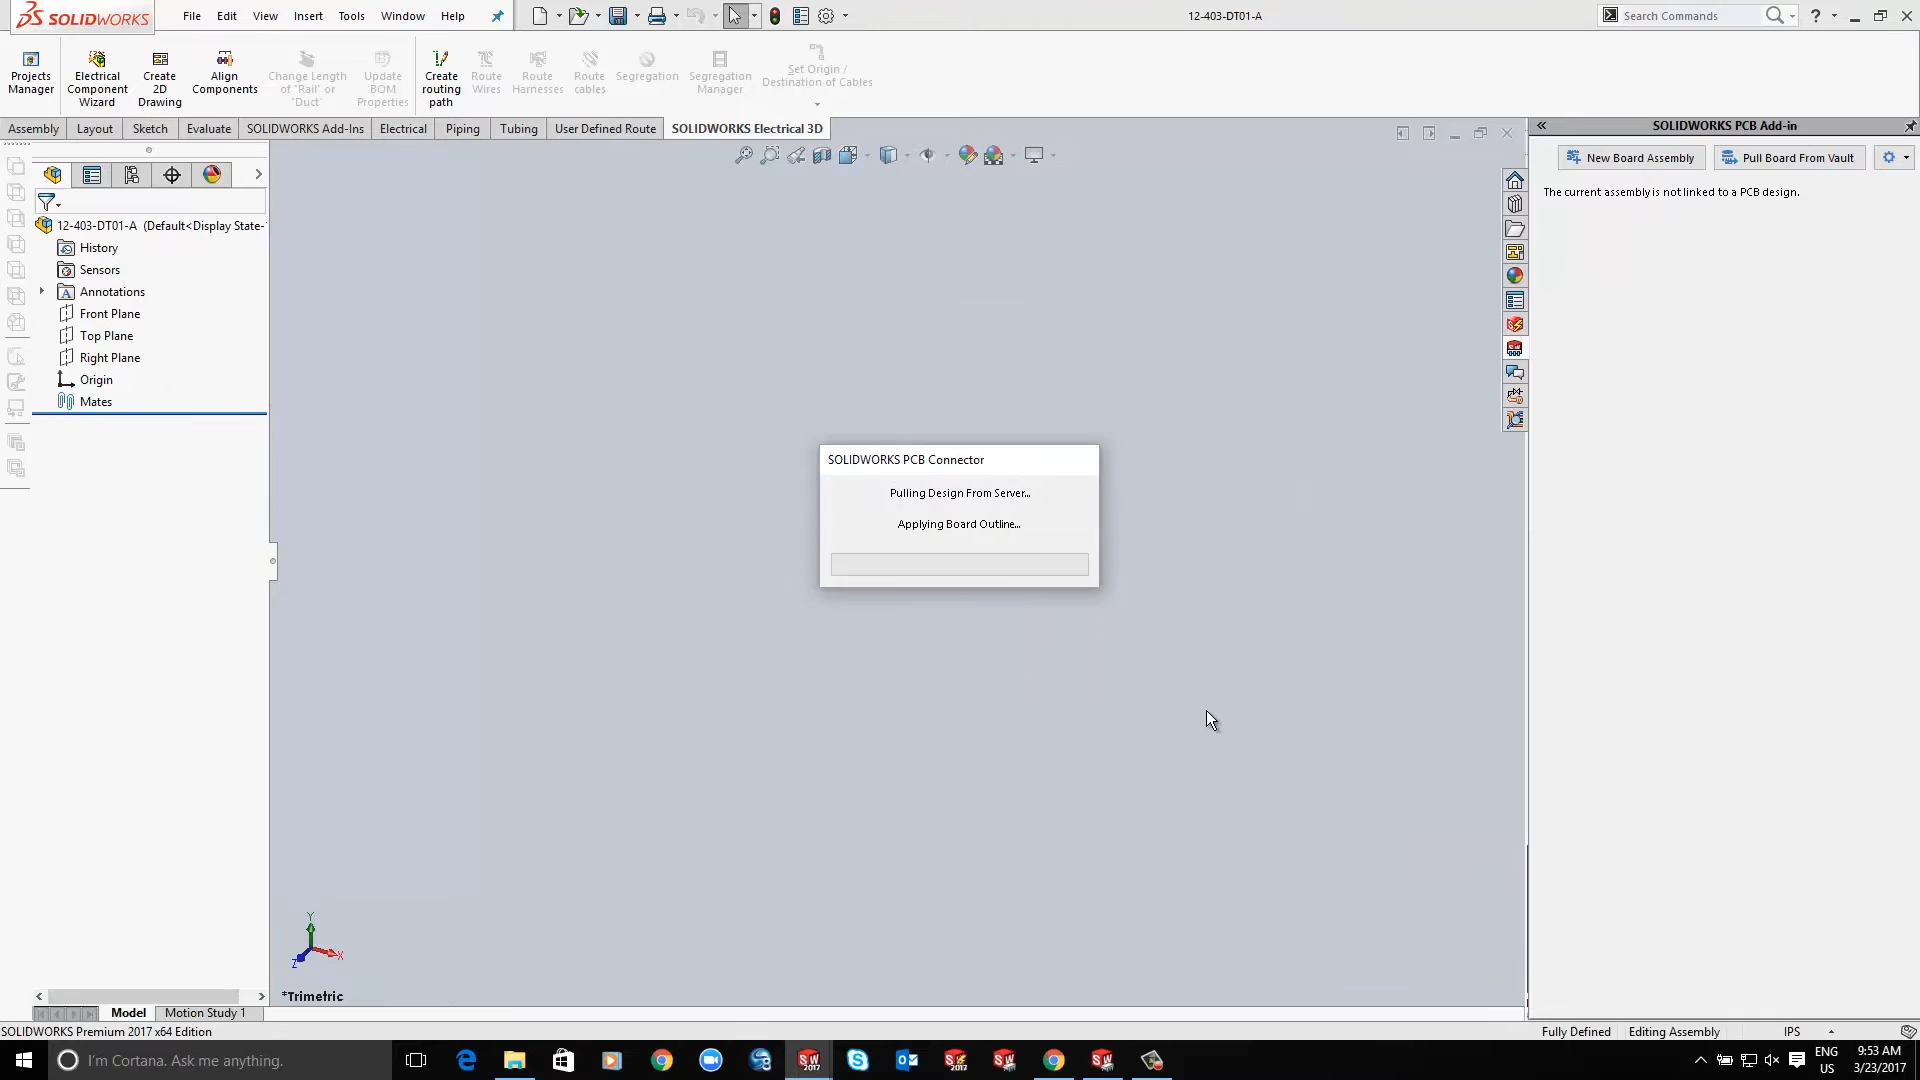 SOLIDWORKS
File Edit View Insert Tools Window Help
12-403-DT01-A
Search Commands
Projects Manager
Electrical Component Wizard
Create 2D Drawing
Align Components
Change Length of "Rail" or "Duct"
Update BOM Properties
Create routing path
Route Wires
Route Harnesses
Route cables
Segregation
Segregation Manager
Set Origin / Destination of Cables
Assembly Layout Sketch Evaluate SOLIDWORKS Add-Ins Electrical Piping Tubing User Defined Route SOLIDWORKS Electrical 3D
SOLIDWORKS PCB Add-in
New Board Assembly Pull Board From Vault
The current assembly is not linked to a PCB design.
12-403-DT01-A (Default<Display State-
History
Sensors
Annotations
Front Plane
Top Plane
Right Plane
Origin
Mates
SOLIDWORKS PCB Connector
Pulling Design From Server...
Applying Board Outline...
Y
X
Z
*Trimetric
Model Motion Study 1
SOLIDWORKS Premium 2017 x64 Edition
Fully Defined Editing Assembly IPS
I'm Cortana. Ask me anything.
ENG
US
9:53 AM
3/23/2017